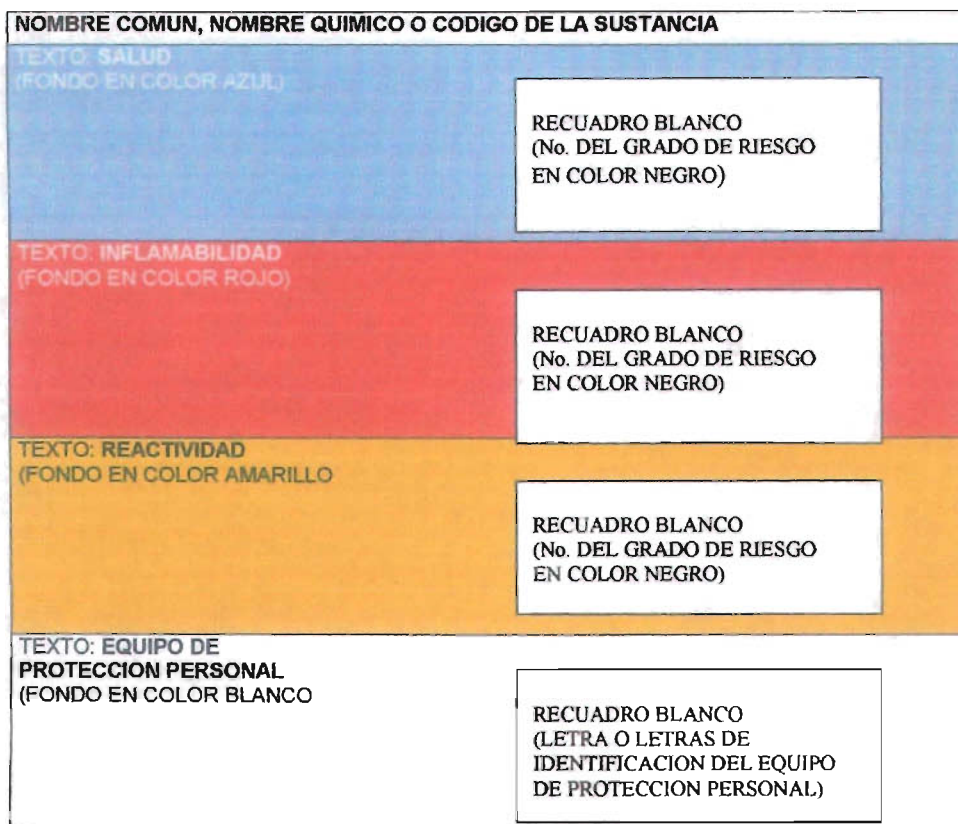 NOMBRE COMUN, NOMBRE QUIMICO O CODIGO DE LA SUSTANCIA
TEXTO: SALUD
(FONDO EN COLOR AZUL)
RECUADRO BLANCO
(No. DEL GRADO DE RIESGO
EN COLOR NEGRO)
TEXTO: INFLAMABILIDAD
(FONDO EN COLOR ROJO)
RECUADRO BLANCO
(No. DEL GRADO DE RIESGO
EN COLOR NEGRO)
TEXTO: REACTIVIDAD
(FONDO EN COLOR AMARILLO
RECUADRO BLANCO
(No. DEL GRADO DE RIESGO
EN COLOR NEGRO)
TEXTO: EQUIPO DE
PROTECCION PERSONAL
(FONDO EN COLOR BLANCO
RECUADRO BLANCO
(LETRA O LETRAS DE
IDENTIFICACION DEL EQUIPO
DE PROTECCION PERSONAL)